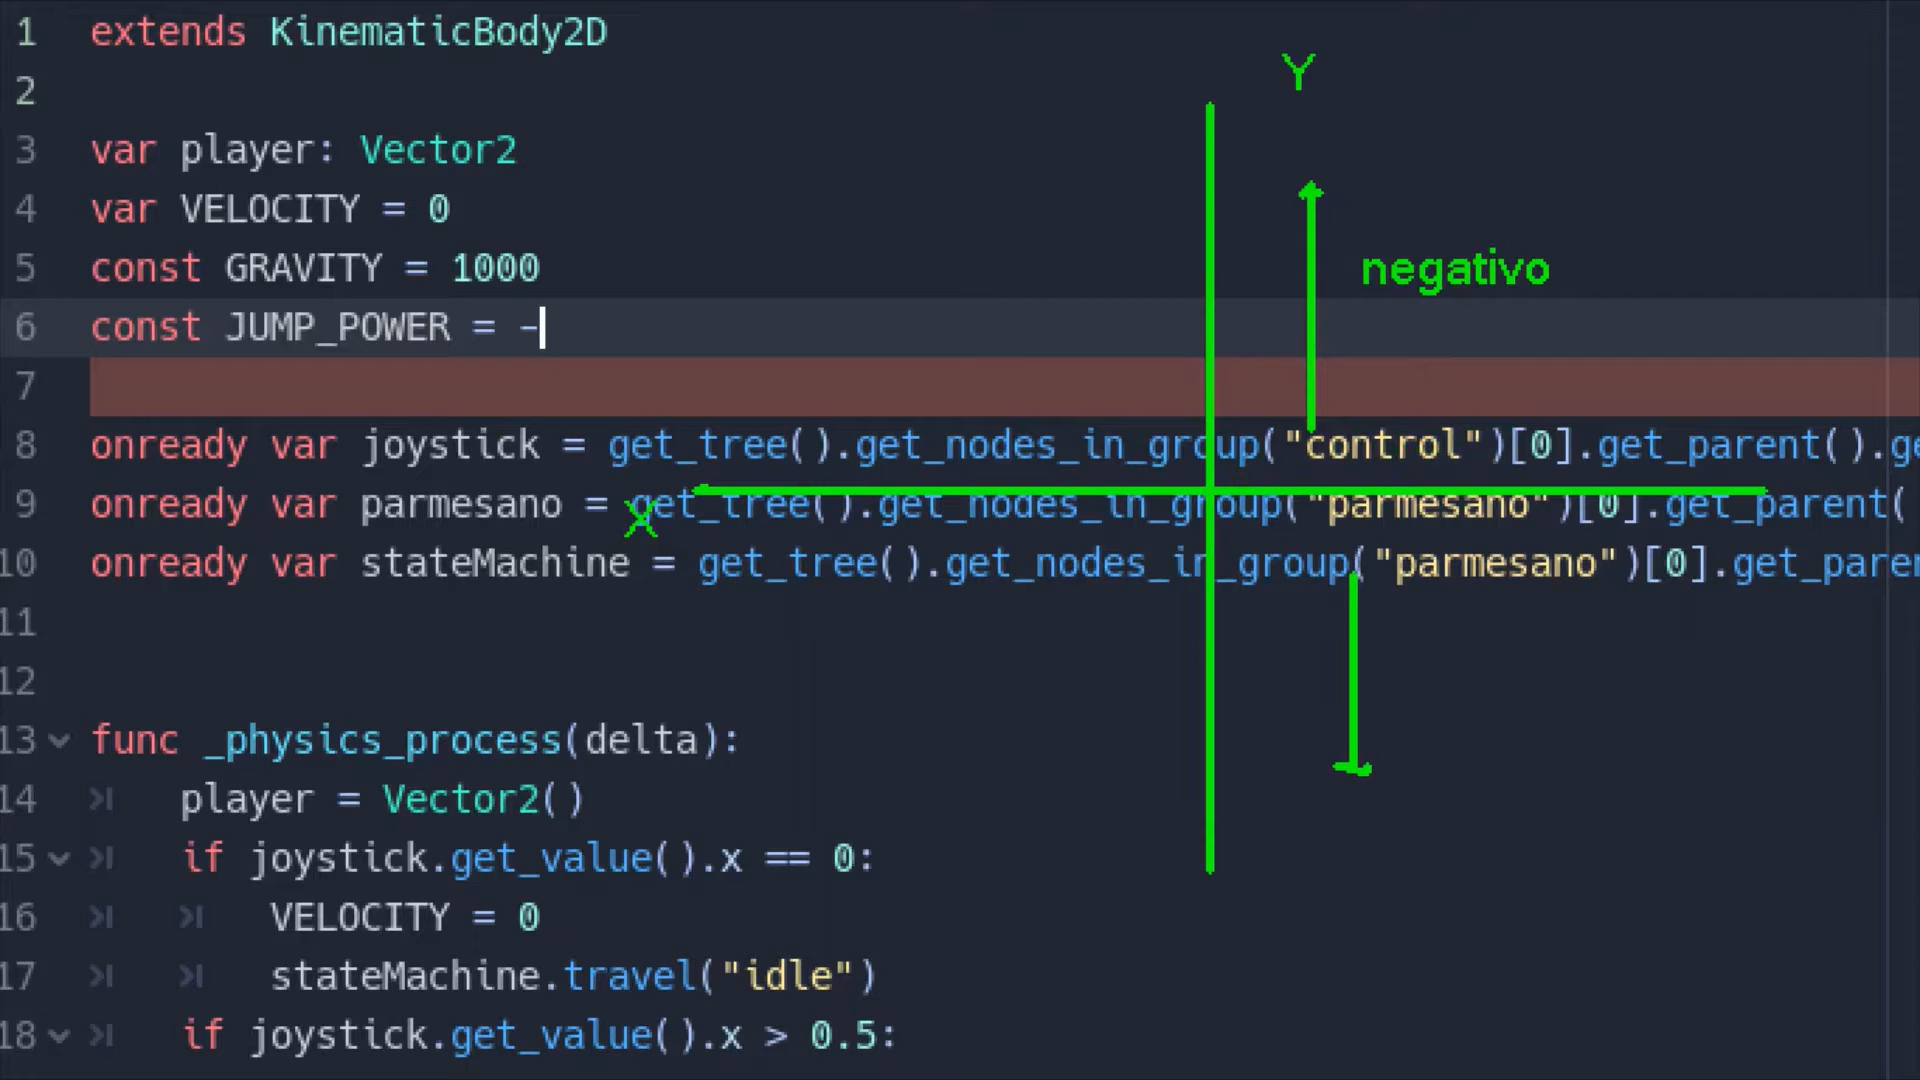 1 extends KinematicBody2D
2
3 var player: Vector2
4 var VELOCITY = 0
5 const GRAVITY = 1000
6 const JUMP_POWER = -
7
8 onready var joystick = get_tree().get_nodes_in_group("control")[0].get_parent().ge
9 onready var parmesano = get_tree().get_nodes_in_group("parmesano")[0].get_parent(
10 onready var stateMachine = get_tree().get_nodes_in_group("parmesano")[0].get_paren
11
12
13 func _physics_process(delta):
14 player = Vector2()
15 if joystick.get_value().x == 0:
16 VELOCITY = 0
17 stateMachine.travel("idle")
18 if joystick.get_value().x > 0.5:
Y
negativo
X